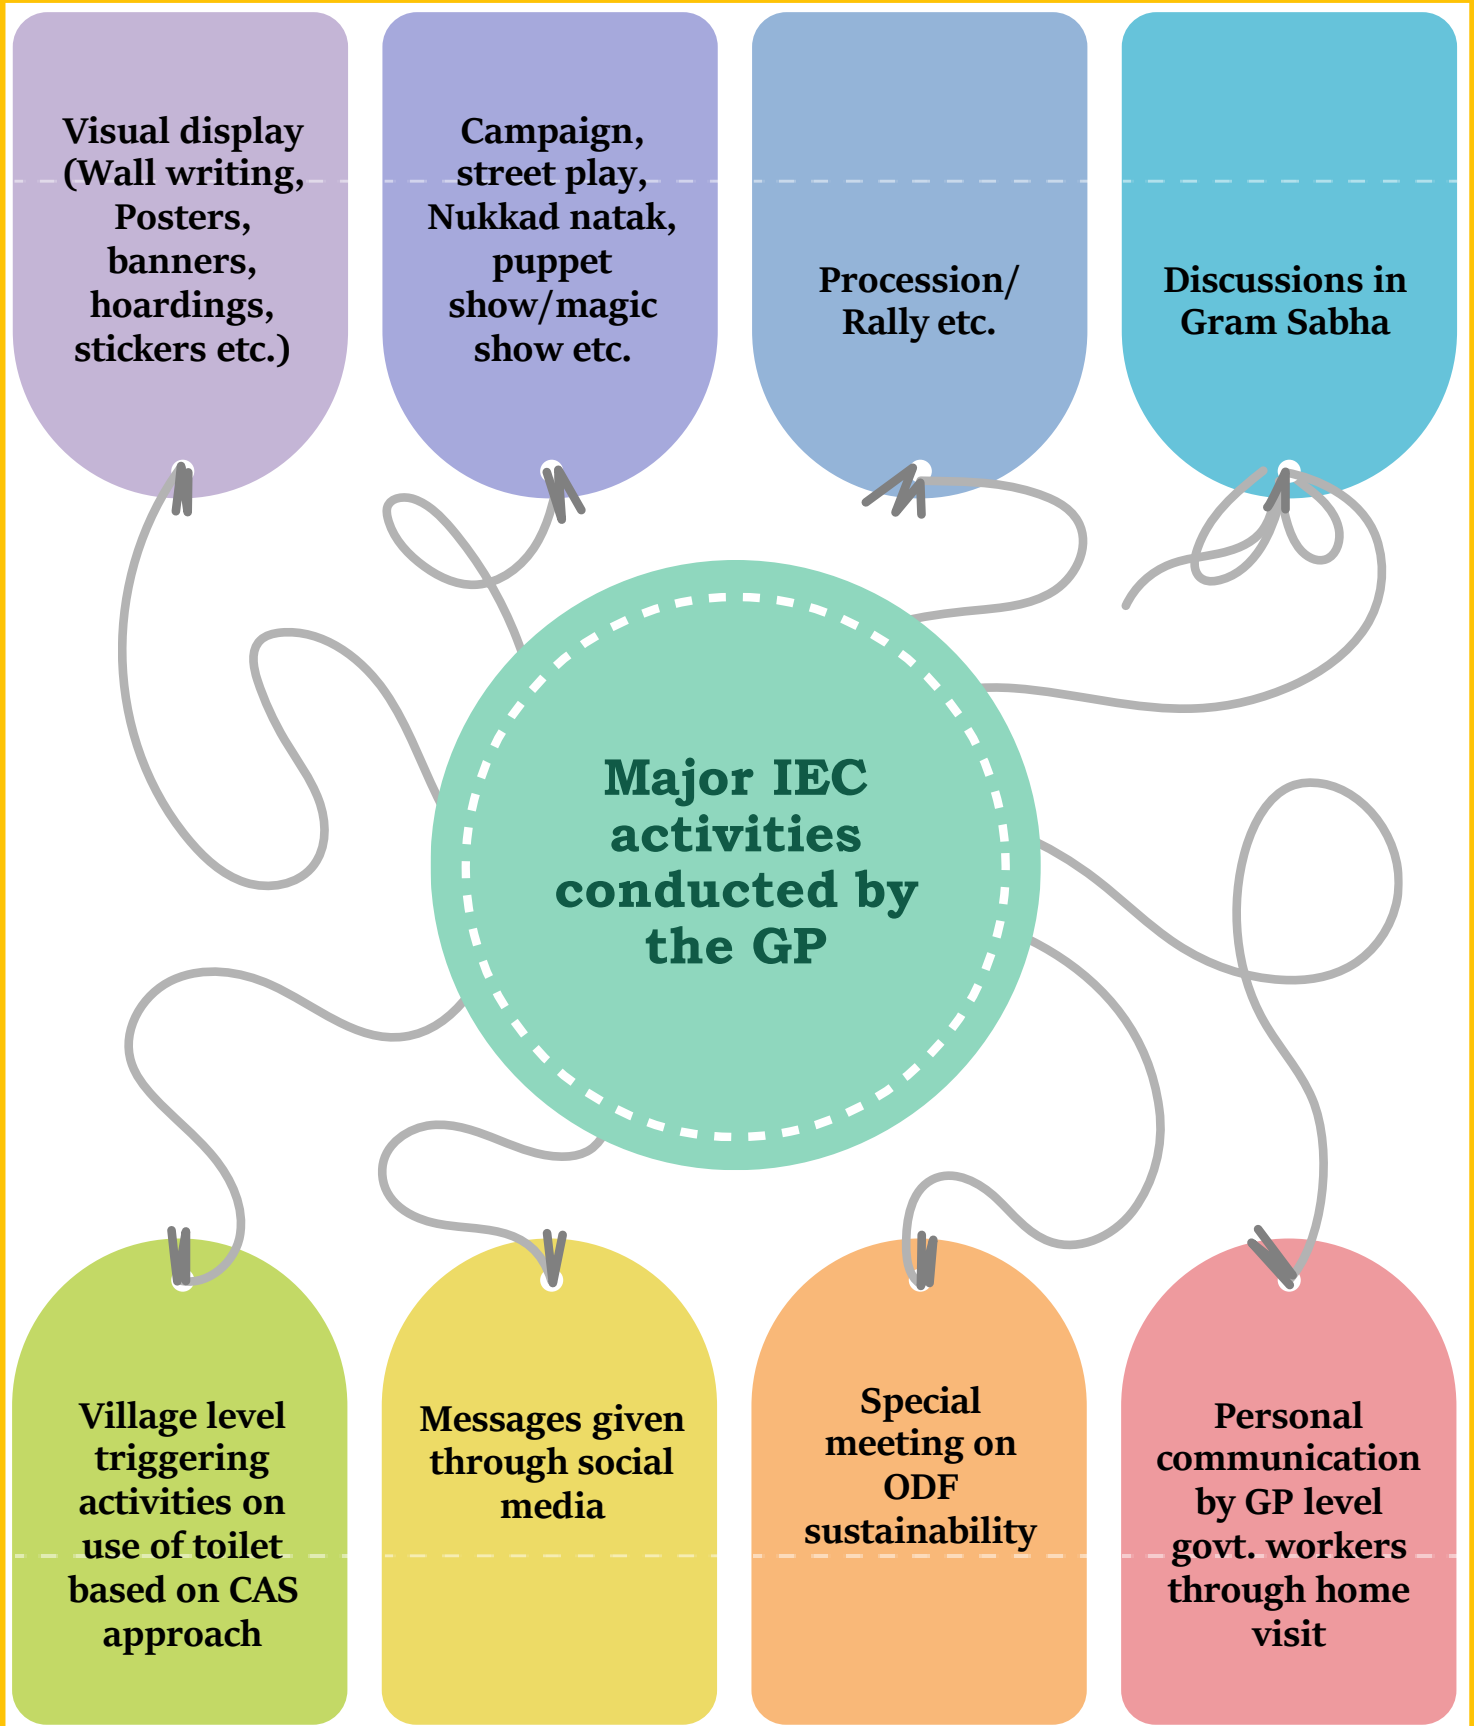 Visual display
(Wall writing,
Posters,
banners,
hoardings,
stickers etc.)
Campaign,
street play,
Nukkad natak,
puppet
show/magic
show etc.
Procession/
Rally etc.
Discussions in
Gram Sabha
Major IEC
activities
conducted by
the GP
Village level
triggering
activities on
use of toilet
based on CAS
approach
Messages given
through social
media
Special
meeting on
ODF
sustainability
Personal
communication
by GP level
govt. workers
through home
visit